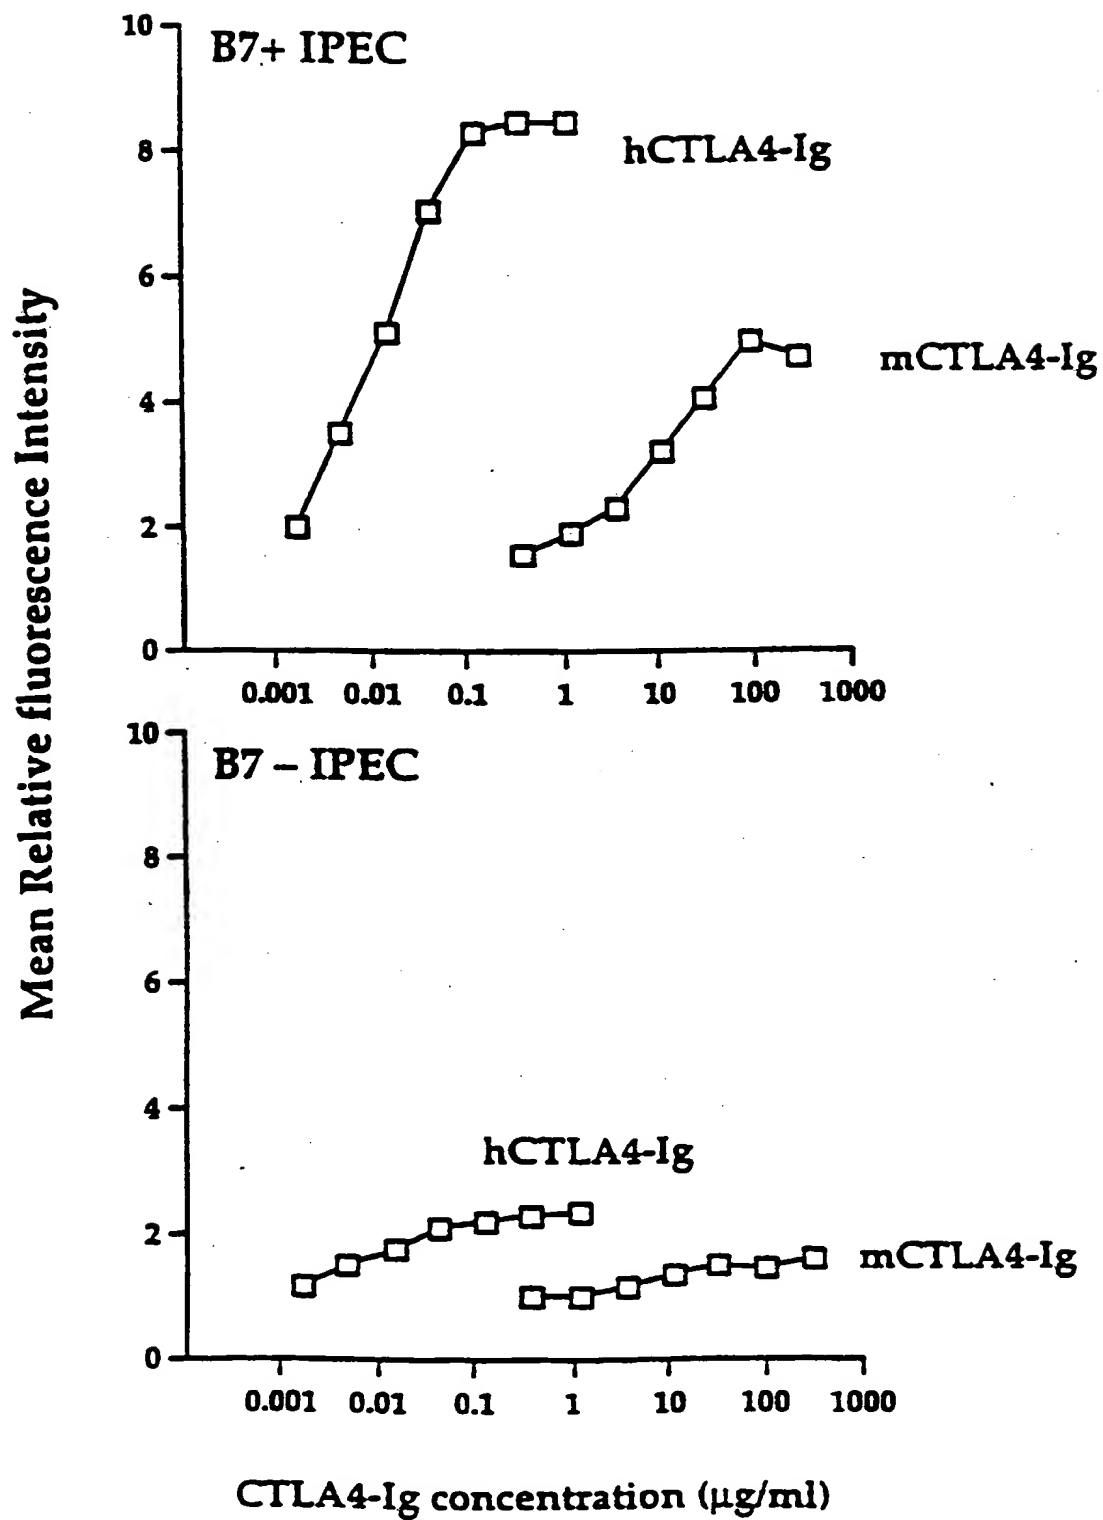 Mean Relative fluorescence Intensity
B7+ IPEC
10
8
6
4
2
0
hCTLA4-Ig
mCTLA4-Ig
0.001 0.01 0.1 1 10 100 1000
B7 – IPEC
10
8
6
4
2
0
hCTLA4-Ig
mCTLA4-Ig
0.001 0.01 0.1 1 10 100 1000
CTLA4-Ig concentration (μg/ml)